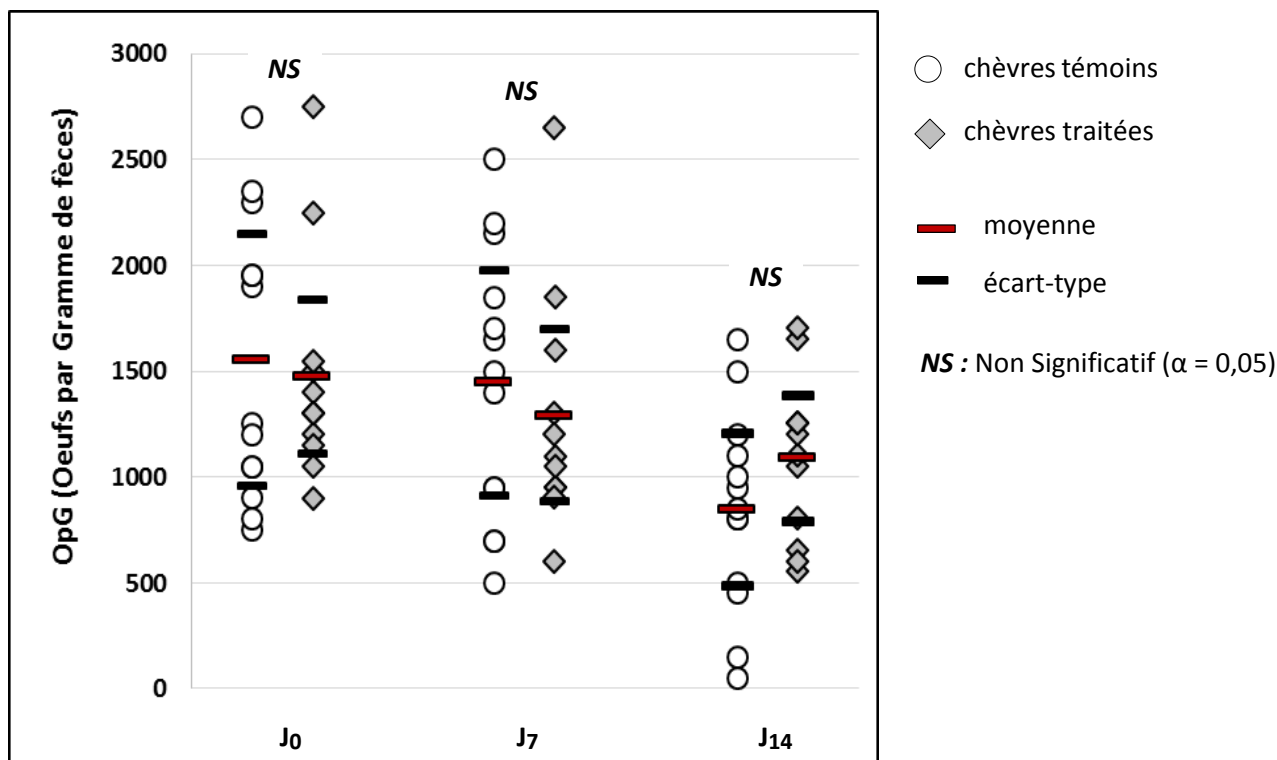 OpG (Oeufs par Gramme de fèces)
3000
2500
2000
1500
1000
500
0
NS
NS
NS
J0
J7
J14
chèvres témoins
chèvres traitées
moyenne
écart-type
NS : Non Significatif (α = 0,05)